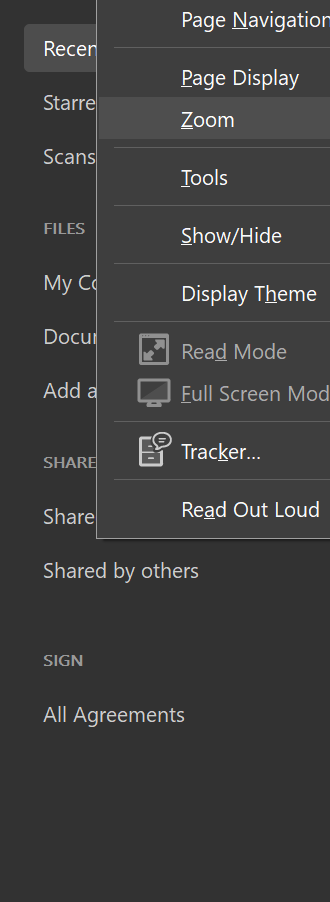 Recen
Starre
Scans
FILES
My Co
Docu
Add a
SHARE
Share
Shared by others
SIGN
All Agreements
Page Navigation
Page Display
Zoom
Tools
Show/Hide
Display Theme
Read Mode
Full Screen Mod
Tracker...
Read Out Loud